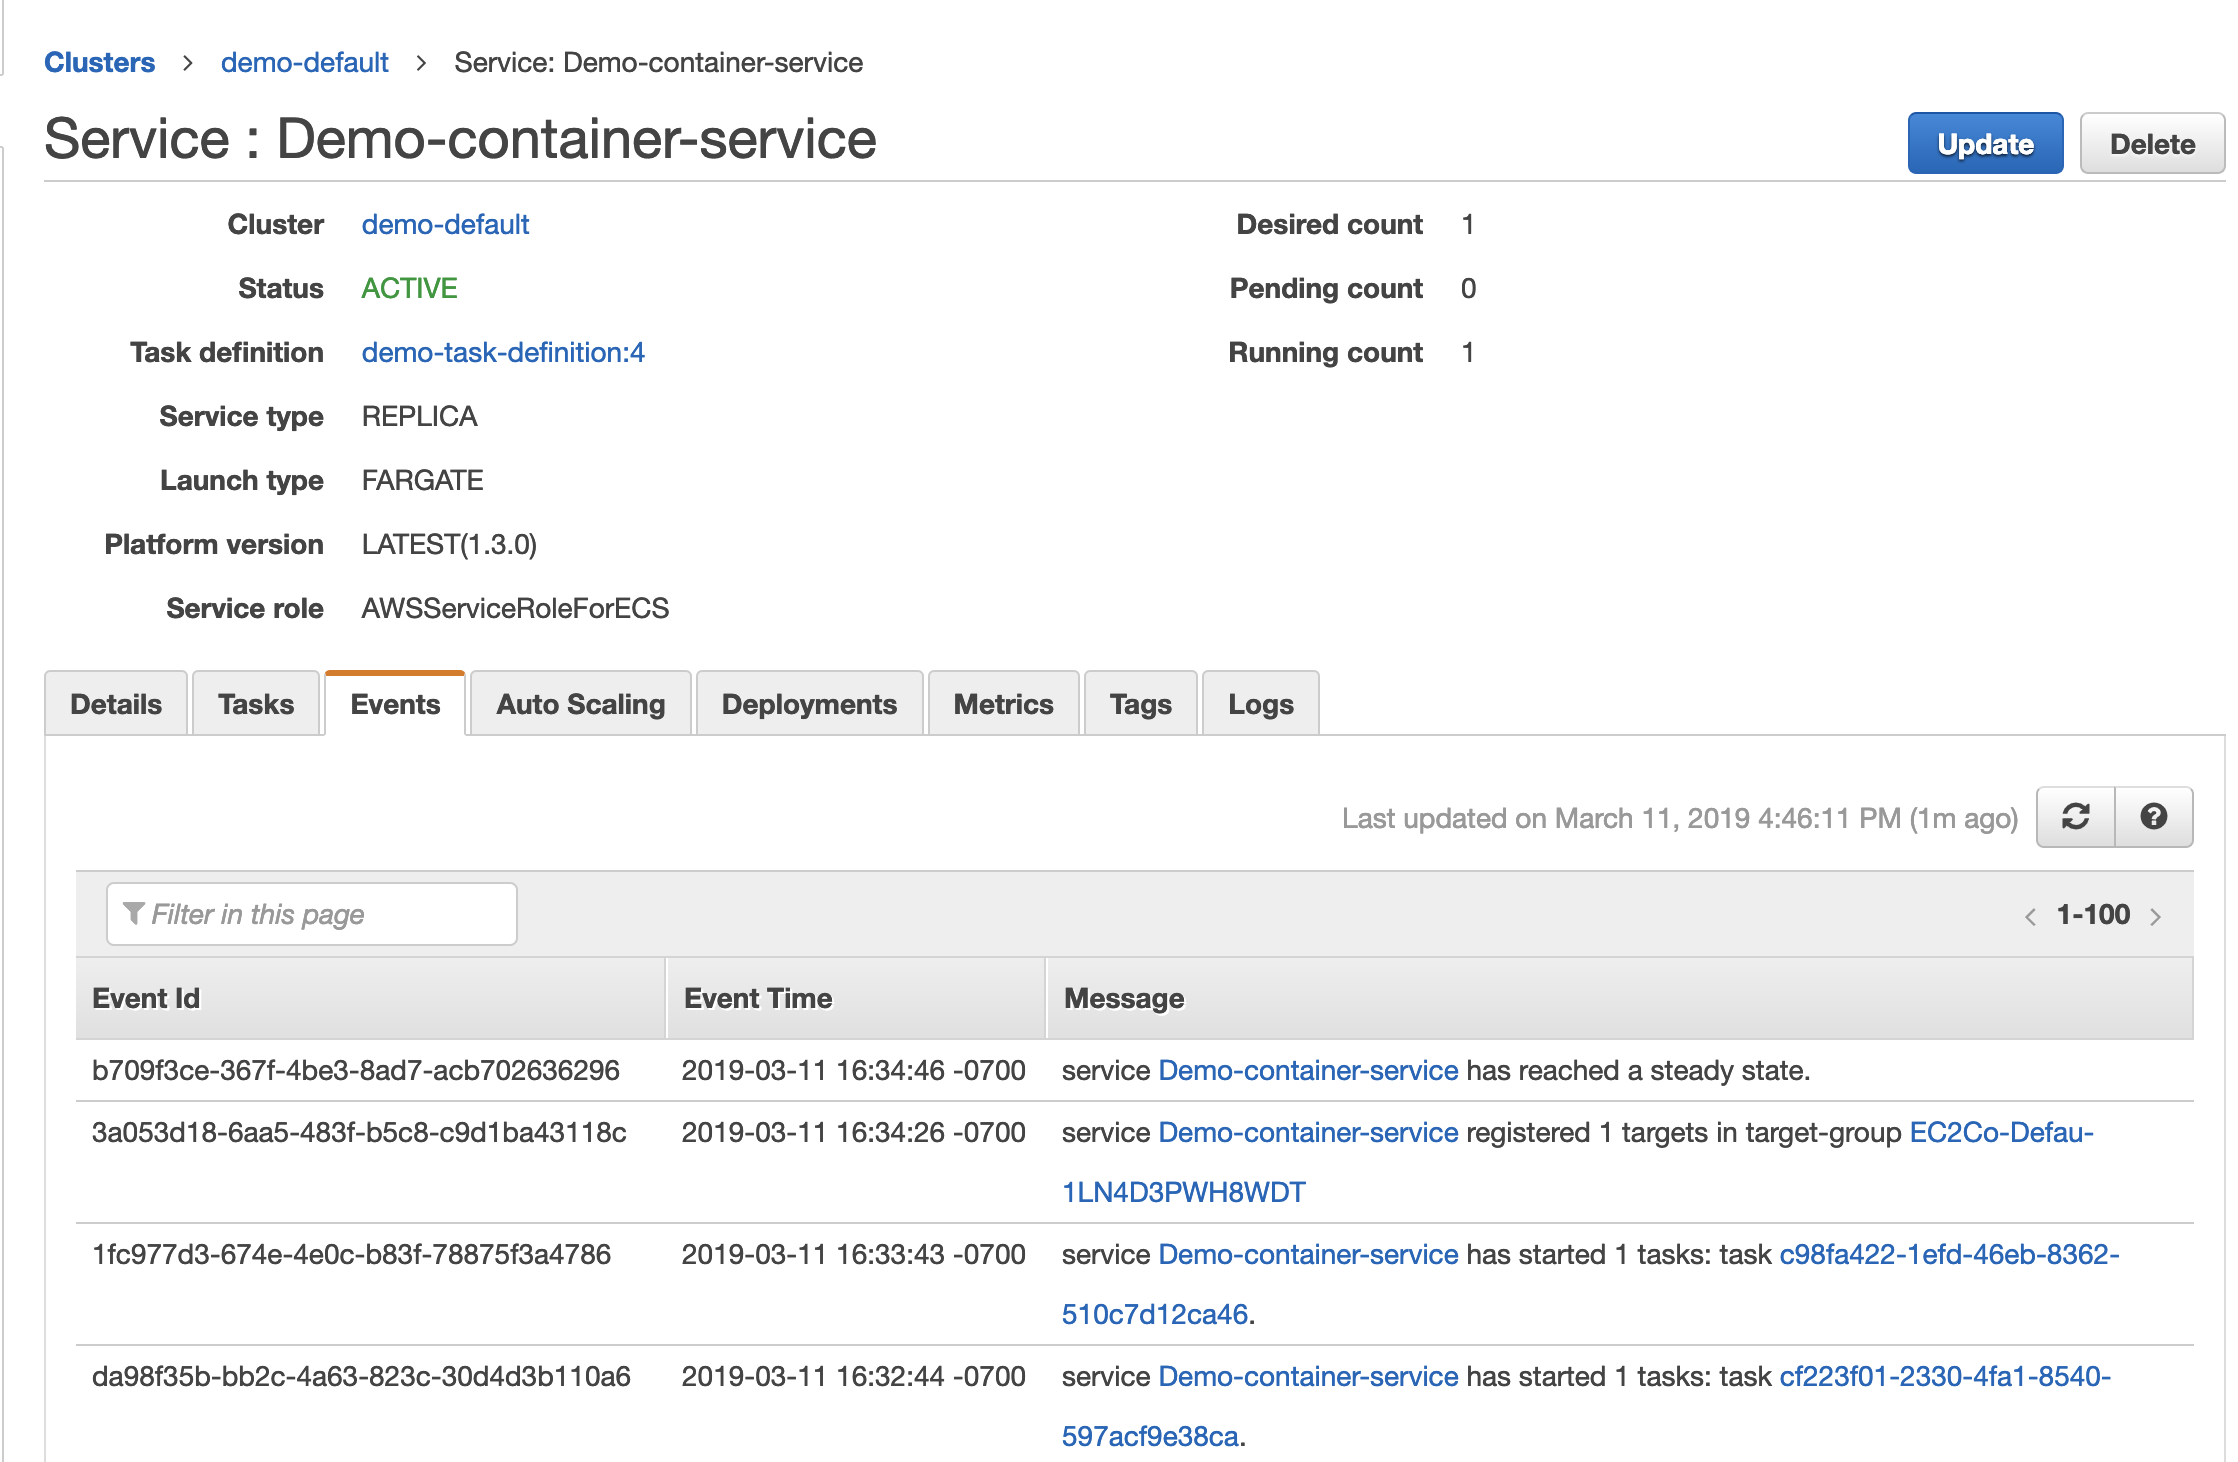 Clusters > demo-default > Service: Demo-container-service
Service : Demo-container-service
Update
Delete
Cluster demo-default
Desired count 1
Status ACTIVE
Pending count 0
Task definition demo-task-definition:4
Running count 1
Service type REPLICA
Launch type FARGATE
Platform version LATEST(1.3.0)
Service role AWSServiceRoleForECS
Details Tasks Events Auto Scaling Deployments Metrics Tags Logs
Last updated on March 11, 2019 4:46:11 PM (1m ago)
Filter in this page
< 1-100 >
Event Id Event Time Message
b709f3ce-367f-4be3-8ad7-acb702636296 2019-03-11 16:34:46 -0700 service Demo-container-service has reached a steady state.
3a053d18-6aa5-483f-b5c8-c9d1ba43118c 2019-03-11 16:34:26 -0700 service Demo-container-service registered 1 targets in target-group EC2Co-Defau-
1LN4D3PWH8WDT
1fc977d3-674e-4e0c-b83f-78875f3a4786 2019-03-11 16:33:43 -0700 service Demo-container-service has started 1 tasks: task c98fa422-1efd-46eb-8362-
510c7d12ca46.
da98f35b-bb2c-4a63-823c-30d4d3b110a6 2019-03-11 16:32:44 -0700 service Demo-container-service has started 1 tasks: task cf223f01-2330-4fa1-8540-
597acf9e38ca.